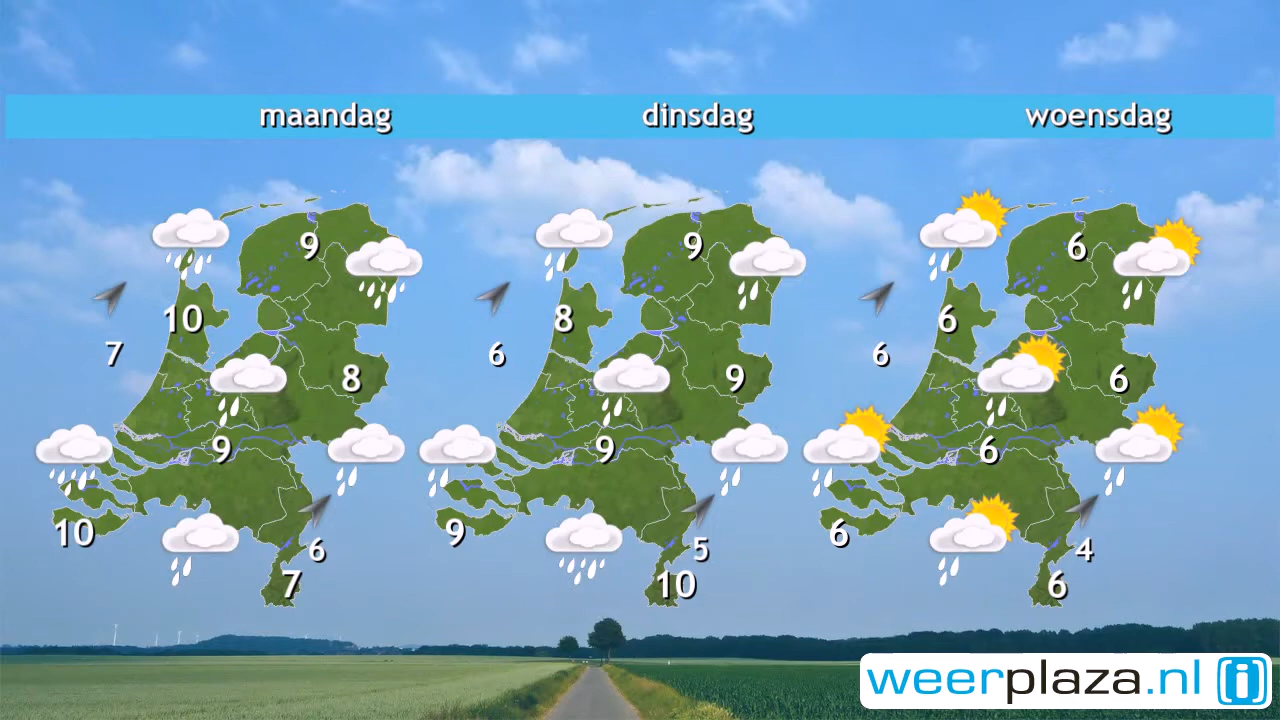 maandag dinsdag woensdag
9 9 6
10 8 6
7 6 6
8 9 6
9 9 6
10 9 6
6 5 4
7 10 6
weerplaza.nl i